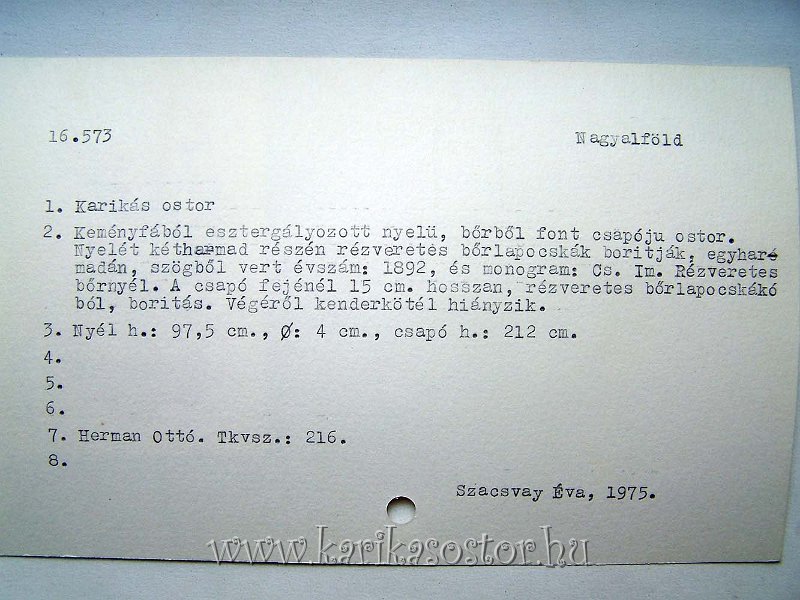 16.573 Nagyalföld
1. Karikás ostor
2. Keményfából esztergályozott nyelü, bőrből font csapóju ostor.
Nyelét kétharmad részén rézveretes bőrlapocskák boritják, egyhar
madán, szögből vert évszám: 1892, és monogram: Cs. Im. Rézveretes
bőrnyél. A csapó fejénél 15 cm. hosszan, rézveretes bőrlapocskákó
ból, boritás. Végéről kenderkötél hiányzik.
3. Nyél h.: 97,5 cm., Ø: 4 cm., csapó h.: 212 cm.
4.
5.
6.
7. Herman Ottó. Tkvsz.: 216.
8.
Szacsvay Éva, 1975.
www.karikasostor.hu